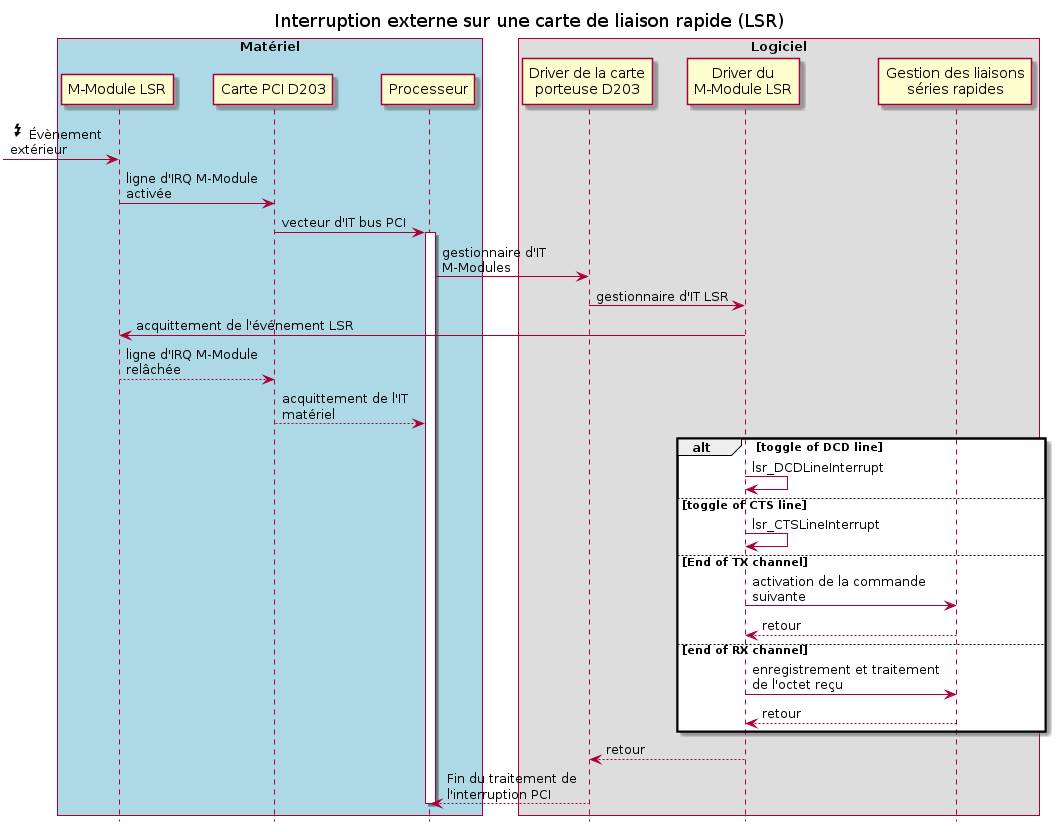 Interruption externe sur une carte de liaison rapide (LSR)
Matériel
Logiciel
M-Module LSR
Carte PCI D203
Processeur
Driver de la carte
porteuse D203
Driver du
M-Module LSR
Gestion des liaisons
séries rapides
Évènement
extérieur
ligne d'IRQ M-Module
activée
vecteur d'IT bus PCI
gestionnaire d'IT
M-Modules
gestionnaire d'IT LSR
acquittement de l'événement LSR
ligne d'IRQ M-Module
relâchée
acquittement de l'IT
matériel
alt
[toggle of DCD line]
lsr_DCDLineInterrupt
[toggle of CTS line]
lsr_CTSLineInterrupt
[End of TX channel]
activation de la commande
suivante
retour
[end of RX channel]
enregistrement et traitement
de l'octet reçu
retour
retour
Fin du traitement de
l'interruption PCI